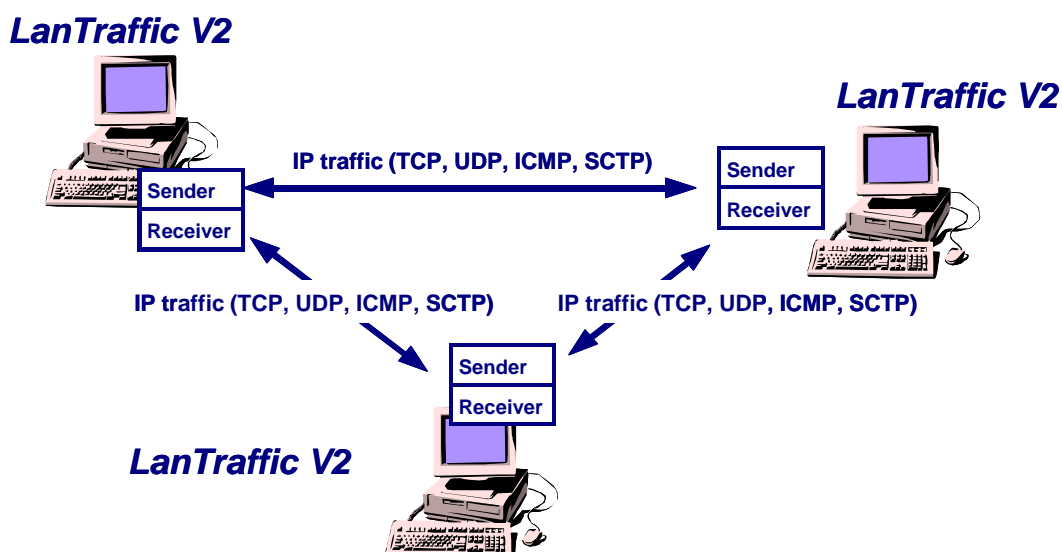 LanTraffic V2
LanTraffic V2
IP traffic (TCP, UDP, ICMP, SCTP)
Sender
Receiver
Sender
Receiver
IP traffic (TCP, UDP, ICMP, SCTP)
IP traffic (TCP, UDP, ICMP, SCTP)
Sender
Receiver
LanTraffic V2